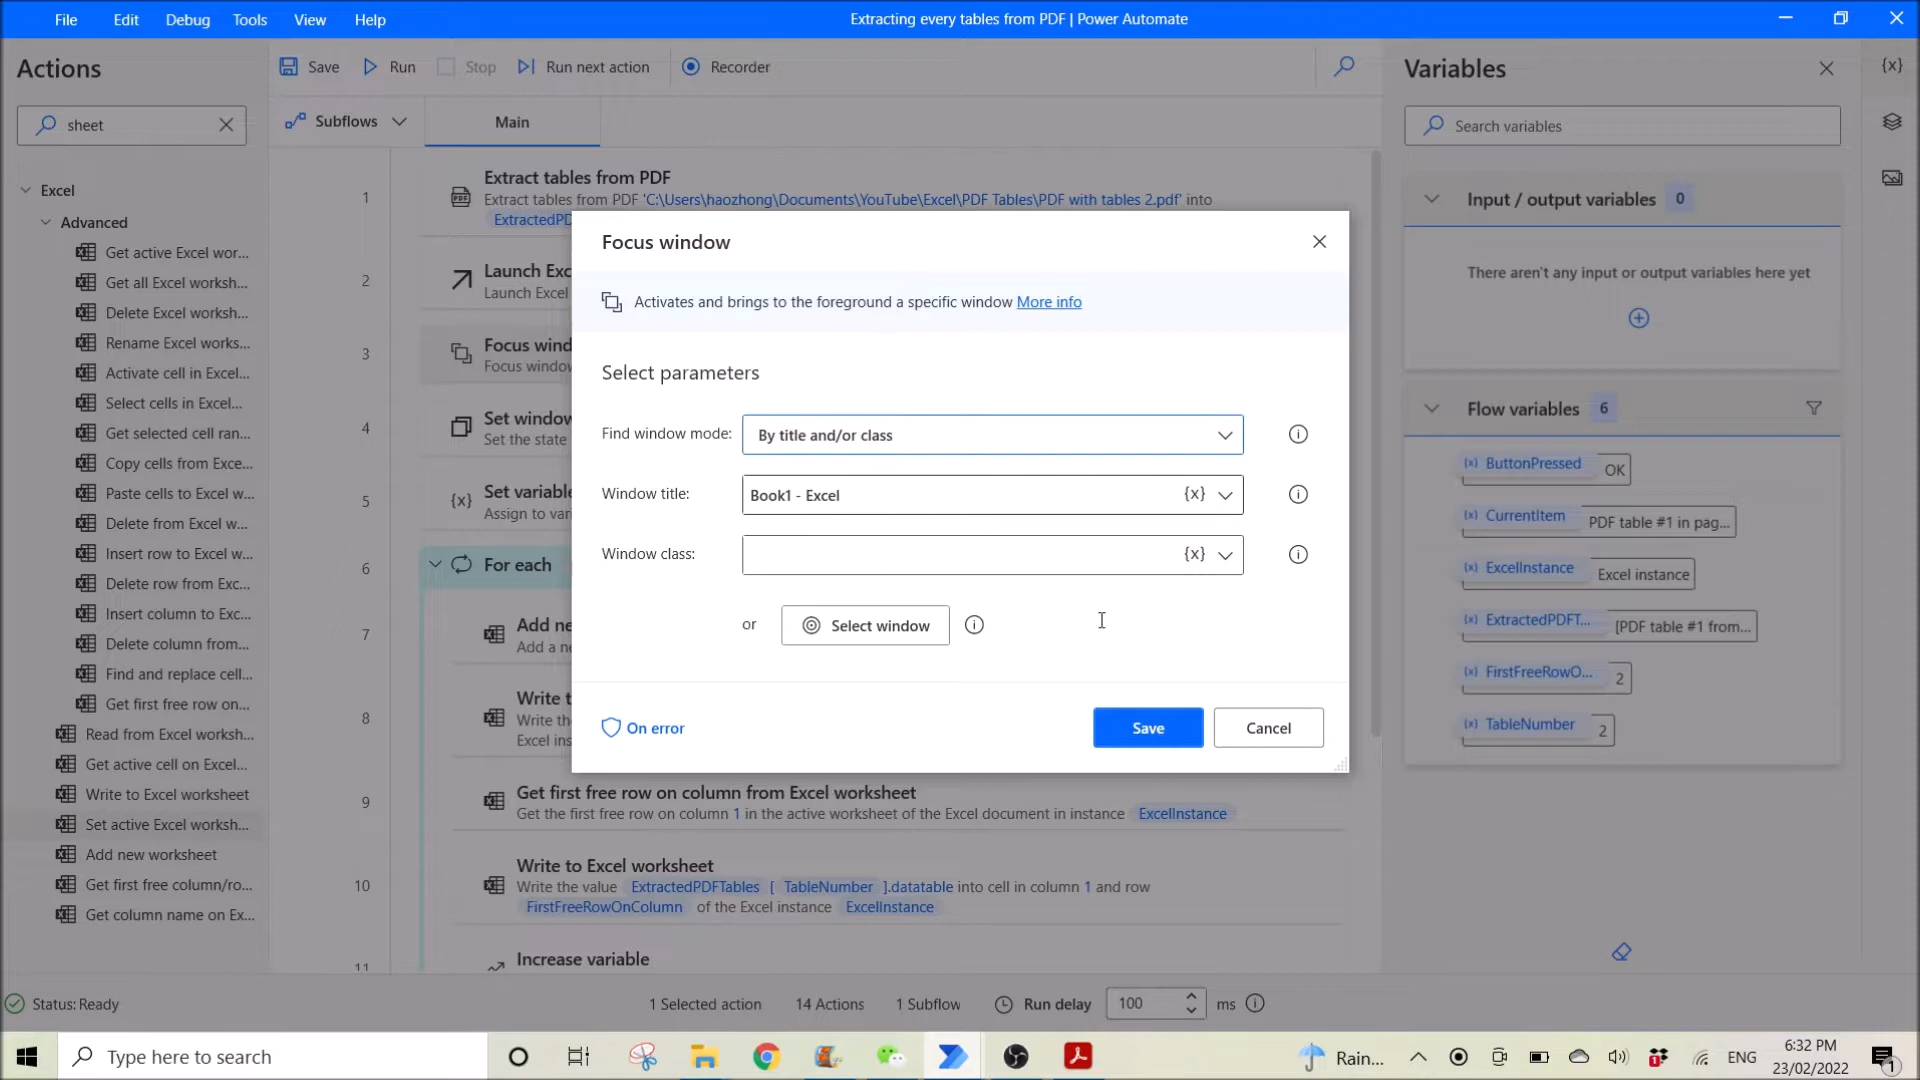 File Edit Debug Tools View Help
Extracting every tables from PDF | Power Automate
Actions
Save Run Stop Run next action Recorder
Variables
{x}
sheet
Subflows Main
Search variables
Excel
Advanced
Get active Excel wor...
Get all Excel worksh...
Delete Excel worksh...
Rename Excel works...
Activate cell in Excel...
Select cells in Excel...
Get selected cell ran...
Copy cells from Exce...
Paste cells to Excel w...
Delete from Excel w...
Insert row to Excel w...
Delete row from Exc...
Insert column to Exc...
Delete column from...
Find and replace cell...
Get first free row on...
Read from Excel worksh...
Get active cell on Excel...
Write to Excel worksheet
Set active Excel worksh...
Add new worksheet
Get first free column/ro...
Get column name on Ex...
1
Extract tables from PDF
Extract tables from PDF 'C:\Users\haozhong\Documents\YouTube\Excel\PDF Tables\PDF with tables 2.pdf' into
ExtractedPD
2
Launch Exc
Launch Excel
3
Focus wind
Focus window
4
Set window
Set the state
5
{x}
Set variable
Assign to vari
6
For each
7
Add ne
Add a ne
8
Write t
Write the
Excel ins
9
Get first free row on column from Excel worksheet
Get the first free row on column 1 in the active worksheet of the Excel document in instance ExcelInstance
10
Write to Excel worksheet
Write the value ExtractedPDFTables [ TableNumber ].datatable into cell in column 1 and row
FirstFreeRowOnColumn of the Excel instance ExcelInstance
11
Increase variable
Focus window
Activates and brings to the foreground a specific window More info
Select parameters
Find window mode: By title and/or class
Window title: Book1 - Excel {x}
Window class: {x}
or Select window
On error Save Cancel
Input / output variables 0
There aren't any input or output variables here yet
Flow variables 6
{x} ButtonPressed OK
{x} CurrentItem PDF table #1 in pag...
{x} ExcelInstance Excel instance
{x} ExtractedPDFT... [PDF table #1 from...
{x} FirstFreeRowO... 2
{x} TableNumber 2
Status: Ready 1 Selected action 14 Actions 1 Subflow Run delay 100 ms
Type here to search
Rain... ENG
6:32 PM
23/02/2022
1